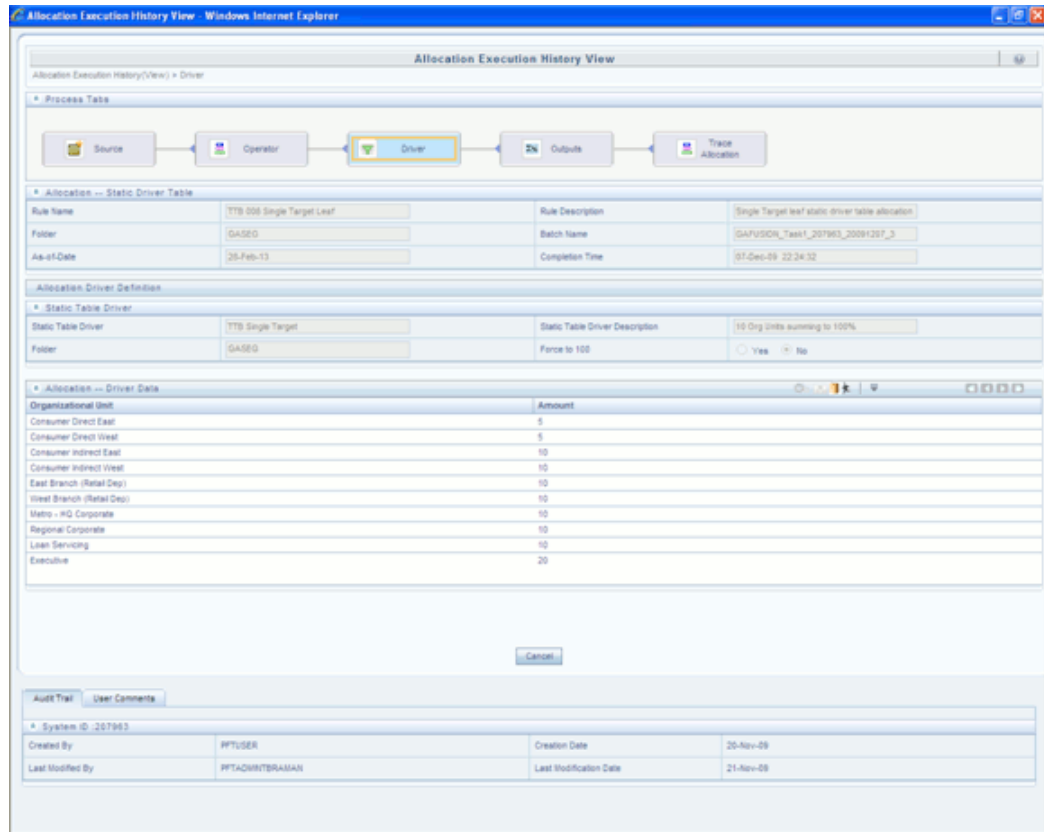 Allocation Execution History View - Windows Internet Explorer
Allocation Execution History View
Allocation Execution History(View) > Driver
Process Tabs
Source Operator Driver Outputs Trace Allocation
Allocation -- Static Driver Table
Rule Name TTB 008 Single Target Leaf Rule Description Single Target leaf static driver table allocation
Folder GASEG Batch Name GAFUSION_Task1_207963_20091207_3
As-of-Date 28-Feb-13 Completion Time 07-Dec-09 22:24:32
Allocation Driver Definition
Static Table Driver
Static Table Driver TTB Single Target Static Table Driver Description 10 Org Units summing to 100%
Folder GASEG Force to 100 Yes No
Allocation -- Driver Data
Organizational Unit Amount
Consumer Direct East 5
Consumer Direct West 5
Consumer Indirect East 10
Consumer Indirect West 10
East Branch (Retail Dep) 10
West Branch (Retail Dep) 10
Metro - HQ Corporate 10
Regional Corporate 10
Loan Servicing 10
Executive 20
Cancel
Audit Trail User Comments
System ID :207963
Created By PFTUSER Creation Date 20-Nov-09
Last Modified By PFTADMNTBRAMAN Last Modification Date 21-Nov-09